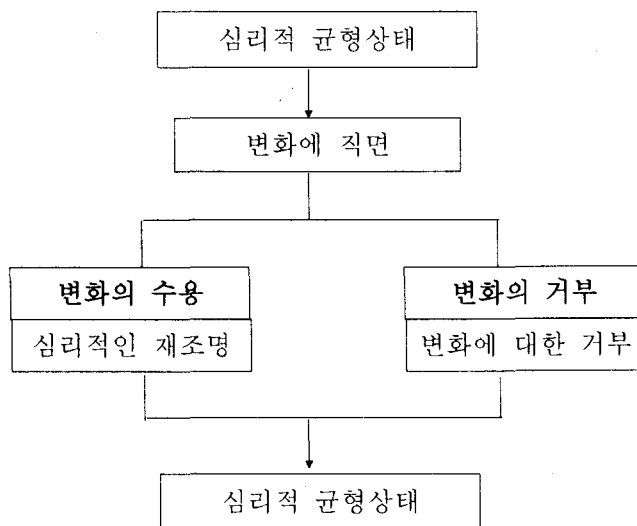 심리적 균형상태
변화에 직면
변화의 수용
심리적인 재조명
변화의 거부
변화에 대한 거부
심리적 균형상태